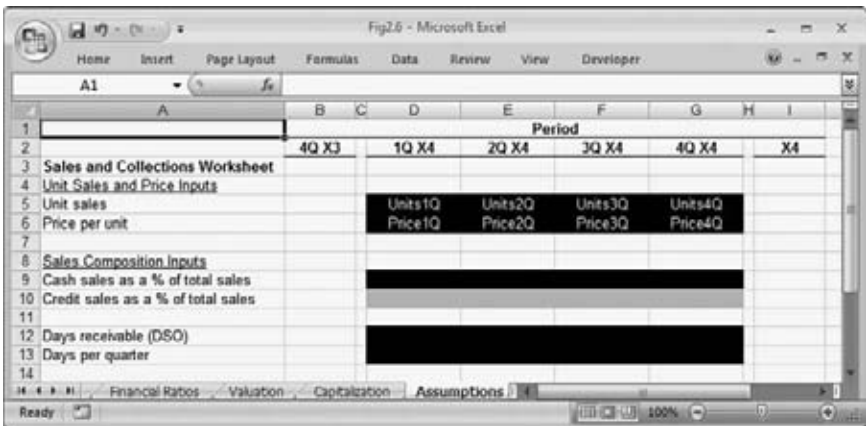 Fig2.6 - Microsoft Excel
Home Insert Page Layout Formulas Data Review View Developer
A1 fx
A B C D E F G H I
1 Period
2 4Q X3 1Q X4 2Q X4 3Q X4 4Q X4 X4
3 Sales and Collections Worksheet
4 Unit Sales and Price Inputs
5 Unit sales Units1Q Units2Q Units3Q Units4Q
6 Price per unit Price1Q Price2Q Price3Q Price4Q
7
8 Sales Composition Inputs
9 Cash sales as a % of total sales
10 Credit sales as a % of total sales
11
12 Days receivable (DSO)
13 Days per quarter
14
Financial Ratios Valuation Capitalization Assumptions
Ready 100%